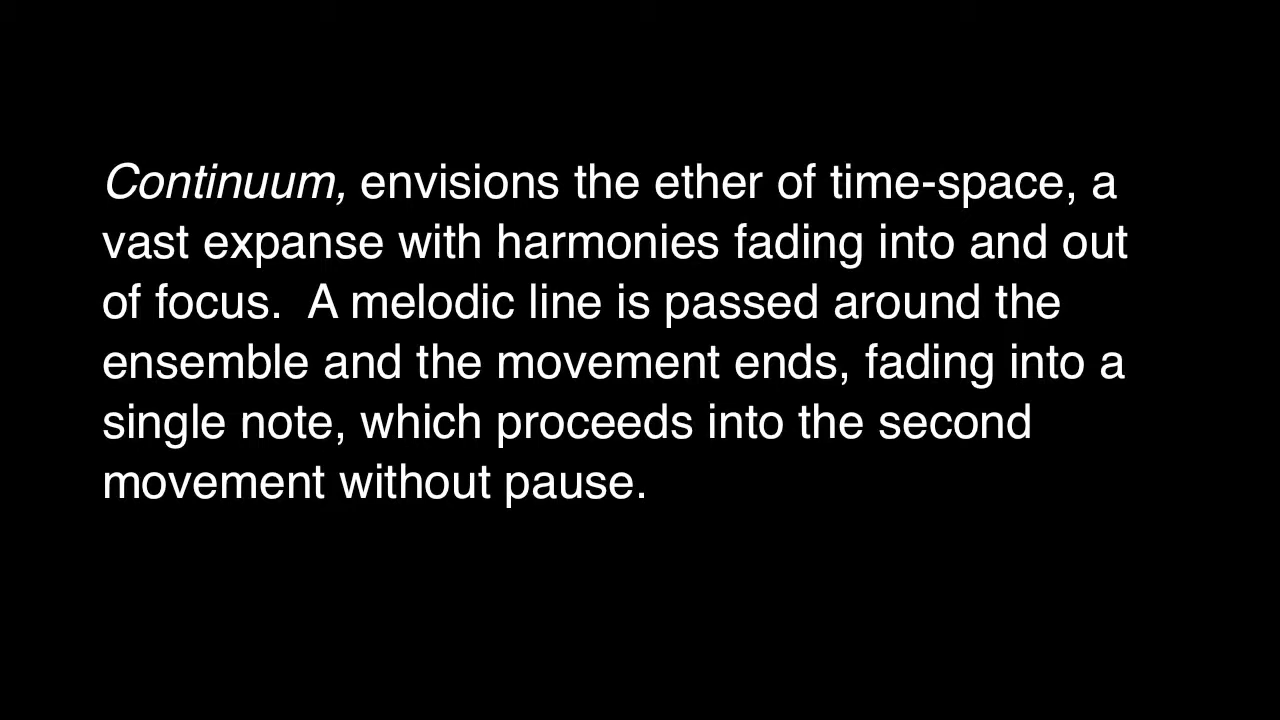 Continuum, envisions the ether of time-space, a
vast expanse with harmonies fading into and out
of focus.  A melodic line is passed around the
ensemble and the movement ends, fading into a
single note, which proceeds into the second
movement without pause.